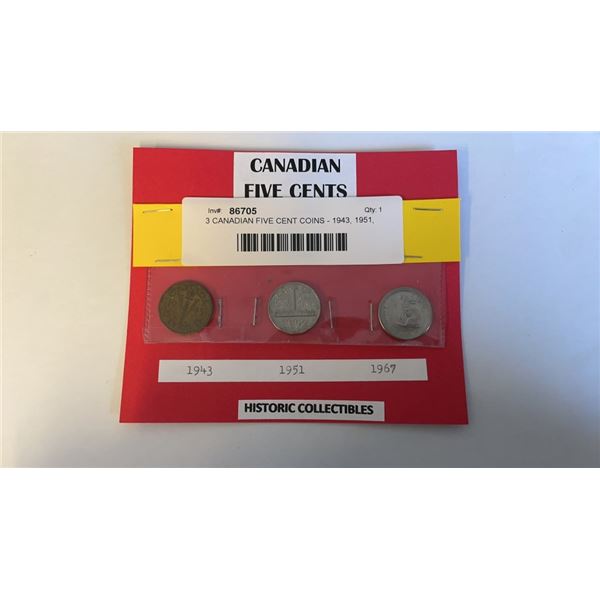 CANADIAN
FIVE CENTS
Inv#: 86705 Qty: 1
3 CANADIAN FIVE CENT COINS - 1943, 1951,
1943 1951 1967
HISTORIC COLLECTIBLES